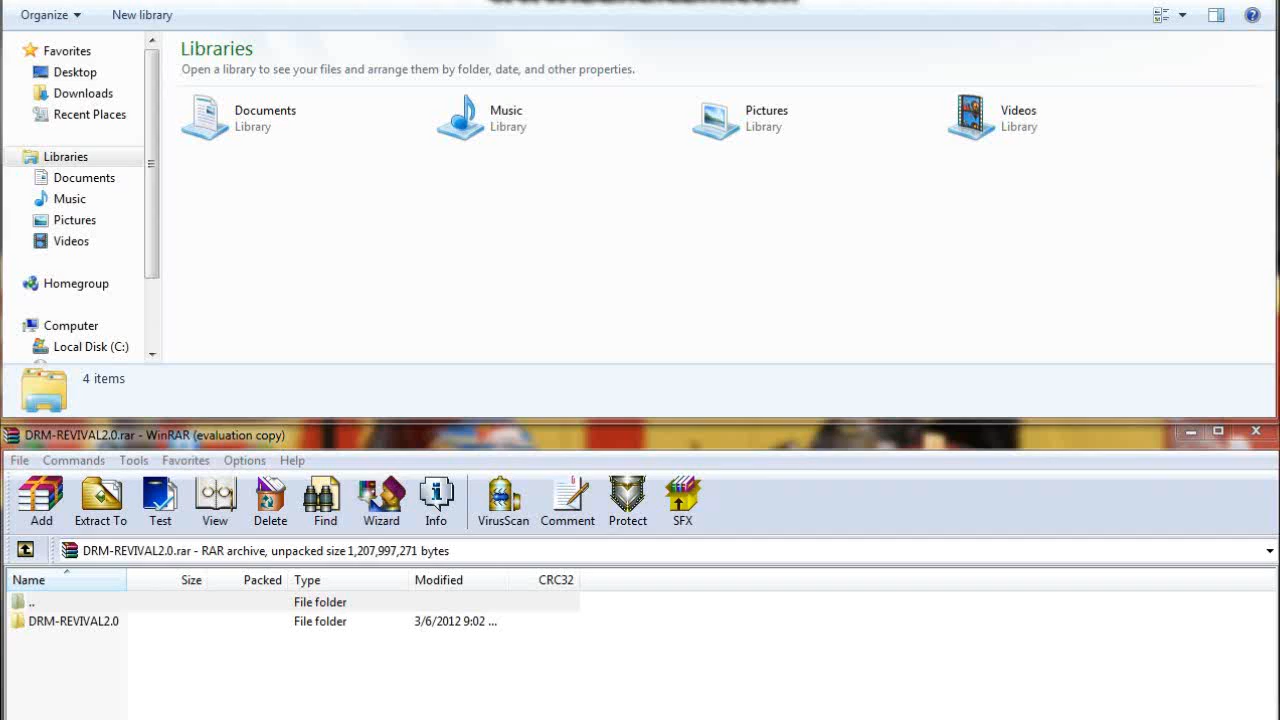 Organize New library
Favorites
Desktop
Downloads
Recent Places
Libraries
Documents
Music
Pictures
Videos
Homegroup
Computer
Local Disk (C:)
Libraries
Open a library to see your files and arrange them by folder, date, and other properties.
Documents
Library
Music
Library
Pictures
Library
Videos
Library
4 items
DRM-REVIVAL2.0.rar - WinRAR (evaluation copy)
File Commands Tools Favorites Options Help
Add Extract To Test View Delete Find Wizard Info VirusScan Comment Protect SFX
DRM-REVIVAL2.0.rar - RAR archive, unpacked size 1,207,997,271 bytes
Name Size Packed Type Modified CRC32
.. File folder
DRM-REVIVAL2.0 File folder 3/6/2012 9:02 ...